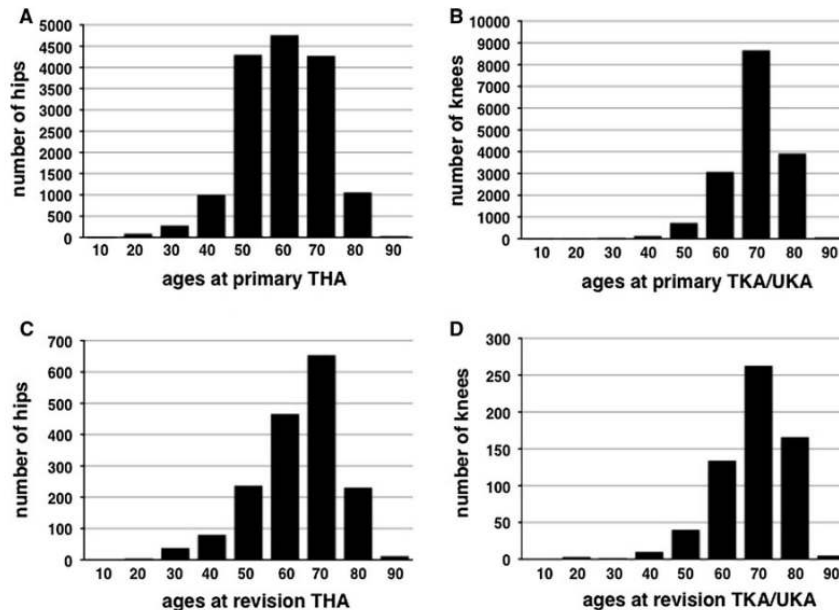 A
number of hips
5000
4500
4000
3500
3000
2500
2000
1500
1000
500
0
10 20 30 40 50 60 70 80 90
ages at primary THA
B
number of knees
10000
9000
8000
7000
6000
5000
4000
3000
2000
1000
0
10 20 30 40 50 60 70 80 90
ages at primary TKA/UKA
C
number of hips
700
600
500
400
300
200
100
0
10 20 30 40 50 60 70 80 90
ages at revision THA
D
number of knees
300
250
200
150
100
50
0
10 20 30 40 50 60 70 80 90
ages at revision TKA/UKA